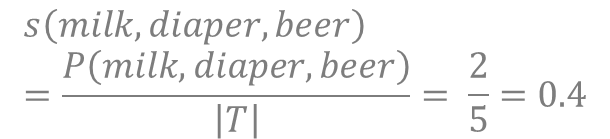 s(milk, diaper, beer)
= P(milk, diaper, beer) / |T| = 2/5 = 0.4